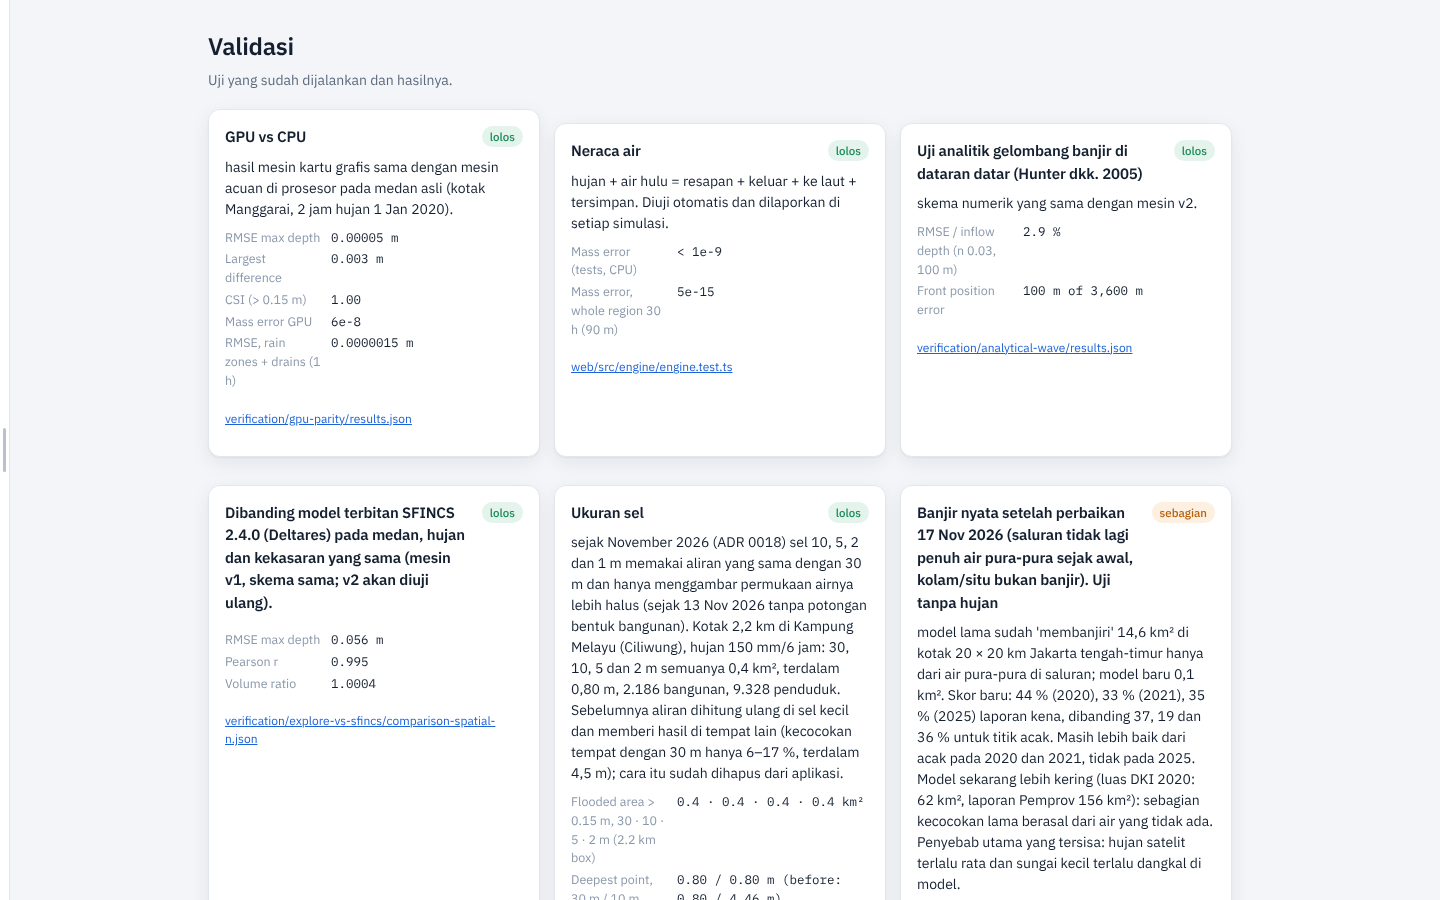 Validasi
Uji yang sudah dijalankan dan hasilnya.
GPU vs CPU
lolos
hasil mesin kartu grafis sama dengan mesin
acuan di prosesor pada medan asli (kotak
Manggarai, 2 jam hujan 1 Jan 2020).
RMSE max depth 0.00005 m
Largest 0.003 m
difference
CSI (> 0.15 m) 1.00
Mass error GPU 6e-8
RMSE, rain 0.0000015 m
zones + drains (1
h)
verification/gpu-parity/results.json
Neraca air
lolos
hujan + air hulu = resapan + keluar + ke laut +
tersimpan. Diuji otomatis dan dilaporkan di
setiap simulasi.
Mass error < 1e-9
(tests, CPU)
Mass error, 5e-15
whole region 30
h (90 m)
web/src/engine/engine.test.ts
Uji analitik gelombang banjir di
dataran datar (Hunter dkk. 2005)
lolos
skema numerik yang sama dengan mesin v2.
RMSE / inflow 2.9 %
depth (n 0.03,
100 m)
Front position 100 m of 3,600 m
error
verification/analytical-wave/results.json
Dibanding model terbitan SFINCS
2.4.0 (Deltares) pada medan, hujan
dan kekasaran yang sama (mesin
v1, skema sama; v2 akan diuji
ulang).
lolos
RMSE max depth 0.056 m
Pearson r 0.995
Volume ratio 1.0004
verification/explore-vs-sfincs/comparison-spatial-
n.json
Ukuran sel
lolos
sejak November 2026 (ADR 0018) sel 10, 5, 2
dan 1 m memakai aliran yang sama dengan 30
m dan hanya menggambar permukaan airnya
lebih halus (sejak 13 Nov 2026 tanpa potongan
bentuk bangunan). Kotak 2,2 km di Kampung
Melayu (Ciliwung), hujan 150 mm/6 jam: 30,
10, 5 dan 2 m semuanya 0,4 km², terdalam
0,80 m, 2.186 bangunan, 9.328 penduduk.
Sebelumnya aliran dihitung ulang di sel kecil
dan memberi hasil di tempat lain (kecocokan
tempat dengan 30 m hanya 6–17 %, terdalam
4,5 m); cara itu sudah dihapus dari aplikasi.
Flooded area > 0.4 · 0.4 · 0.4 · 0.4 km²
0.15 m, 30 · 10 ·
5 · 2 m (2.2 km
box)
Deepest point, 0.80 / 0.80 m (before:
30 m / 10 m 0.80 / 4.46 m)
Banjir nyata setelah perbaikan
17 Nov 2026 (saluran tidak lagi
penuh air pura-pura sejak awal,
kolam/situ bukan banjir). Uji
tanpa hujan
sebagian
model lama sudah 'membanjiri' 14,6 km² di
kotak 20 × 20 km Jakarta tengah-timur hanya
dari air pura-pura di saluran; model baru 0,1
km². Skor baru: 44 % (2020), 33 % (2021), 35
% (2025) laporan kena, dibanding 37, 19 dan
36 % untuk titik acak. Masih lebih baik dari
acak pada 2020 dan 2021, tidak pada 2025.
Model sekarang lebih kering (luas DKI 2020:
62 km², laporan Pemprov 156 km²): sebagian
kecocokan lama berasal dari air yang tidak ada.
Penyebab utama yang tersisa: hujan satelit
terlalu rata dan sungai kecil terlalu dangkal di
model.